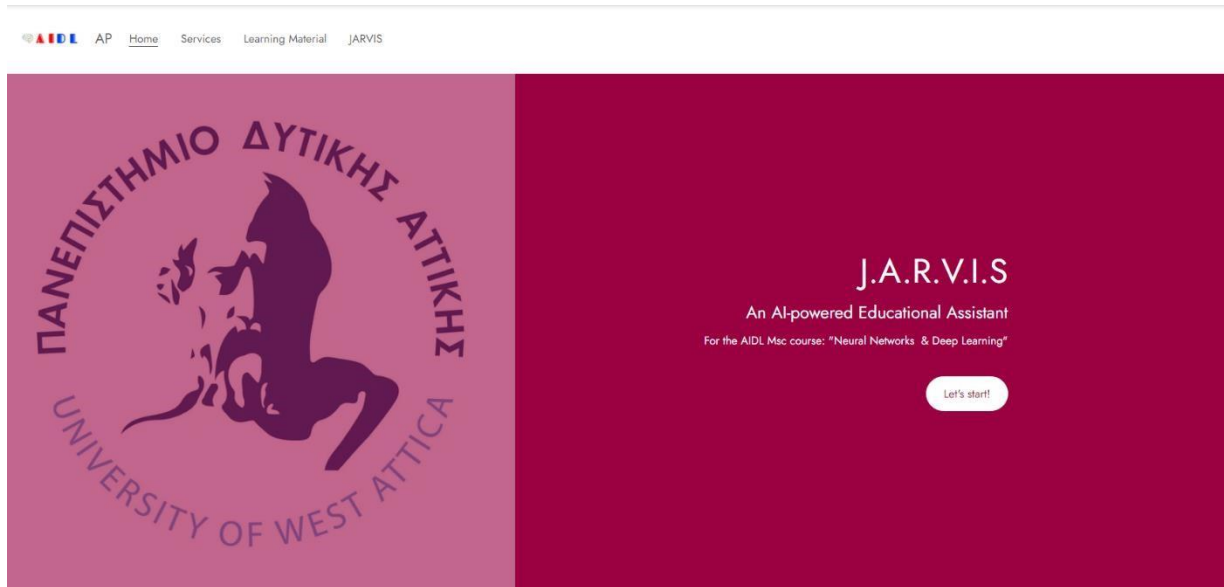 AIDL AP Home Services Learning Material JARVIS
ΠΑΝΕΠΙΣΤΗΜΙΟ ΔΥΤΙΚΗΣ ΑΤΤΙΚΗΣ
UNIVERSITY OF WEST ATTICA
J.A.R.V.I.S
An AI-powered Educational Assistant
For the AIDL Msc course: "Neural Networks & Deep Learning"
Let's start!